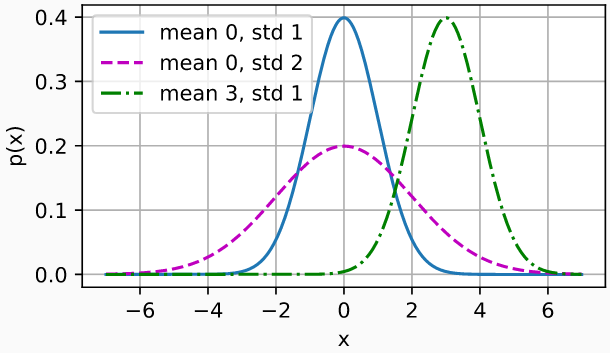 0.4
0.3
0.2
0.1
0.0
p(x)
mean 0, std 1
mean 0, std 2
mean 3, std 1
−6 −4 −2 0 2 4 6
x